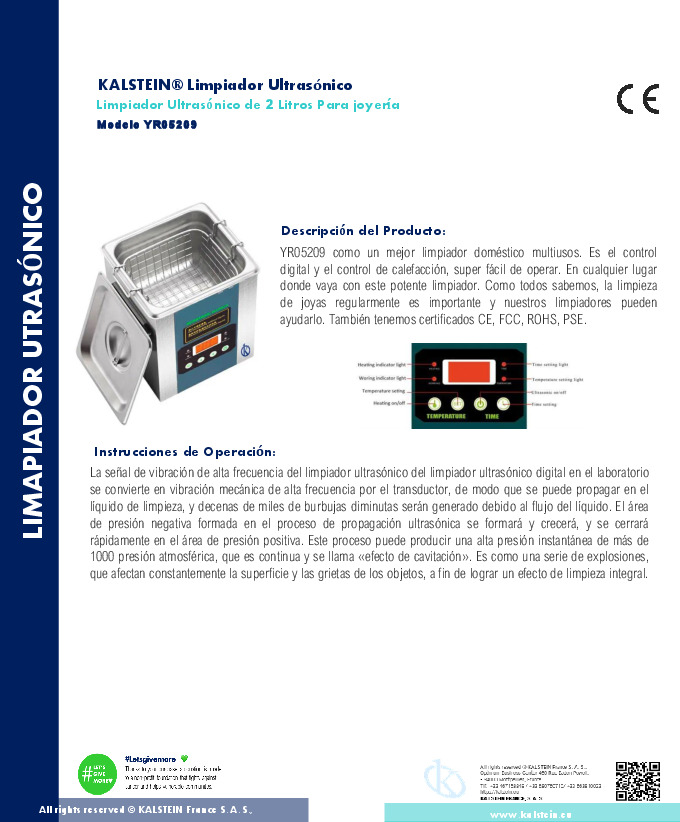 KALSTEIN® Limpiador Ultrasónico
Limpiador Ultrasónico de 2 Litros Para joyería
Modelo YR05209
CE
LIMAPIADOR UTRASÓNICO
Descripción del Producto:
YR05209 como un mejor limpiador doméstico multiusos. Es el control
digital y el control de calefacción, super fácil de operar. En cualquier lugar
donde vaya con este potente limpiador. Como todos sabemos, la limpieza
de joyas regularmente es importante y nuestros limpiadores pueden
ayudarlo. También tenemos certificados CE, FCC, ROHS, PSE.
Heating indicator light
Waring indicator light
Temperature seting
Heating on/off
TEMPERATURE
TIME
Time setting light
Temperature setting light
Ultrasonic on/off
Time setting
Instrucciones de Operación:
La señal de vibración de alta frecuencia del limpiador ultrasónico del limpiador ultrasónico digital en el laboratorio
se convierte en vibración mecánica de alta frecuencia por el transductor, de modo que se puede propagar en el
líquido de limpieza, y decenas de miles de burbujas diminutas serán generado debido al flujo del líquido. El área
de presión negativa formada en el proceso de propagación ultrasónica se formará y crecerá, y se cerrará
rápidamente en el área de presión positiva. Este proceso puede producir una alta presión instantánea de más de
1000 presión atmosférica, que es continua y se llama «efecto de cavitación». Es como una serie de explosiones,
que afectan constantemente la superficie y las grietas de los objetos, a fin de lograr un efecto de limpieza integral.
# LET'S
GIVE
MORE
#Letsgivemore
All rights reserved © KALSTEIN France S. A. S.,
KALSTEIN FRANCE, S. A. S
All rights reserved © KALSTEIN France S. A. S.,
www.kalstein.co